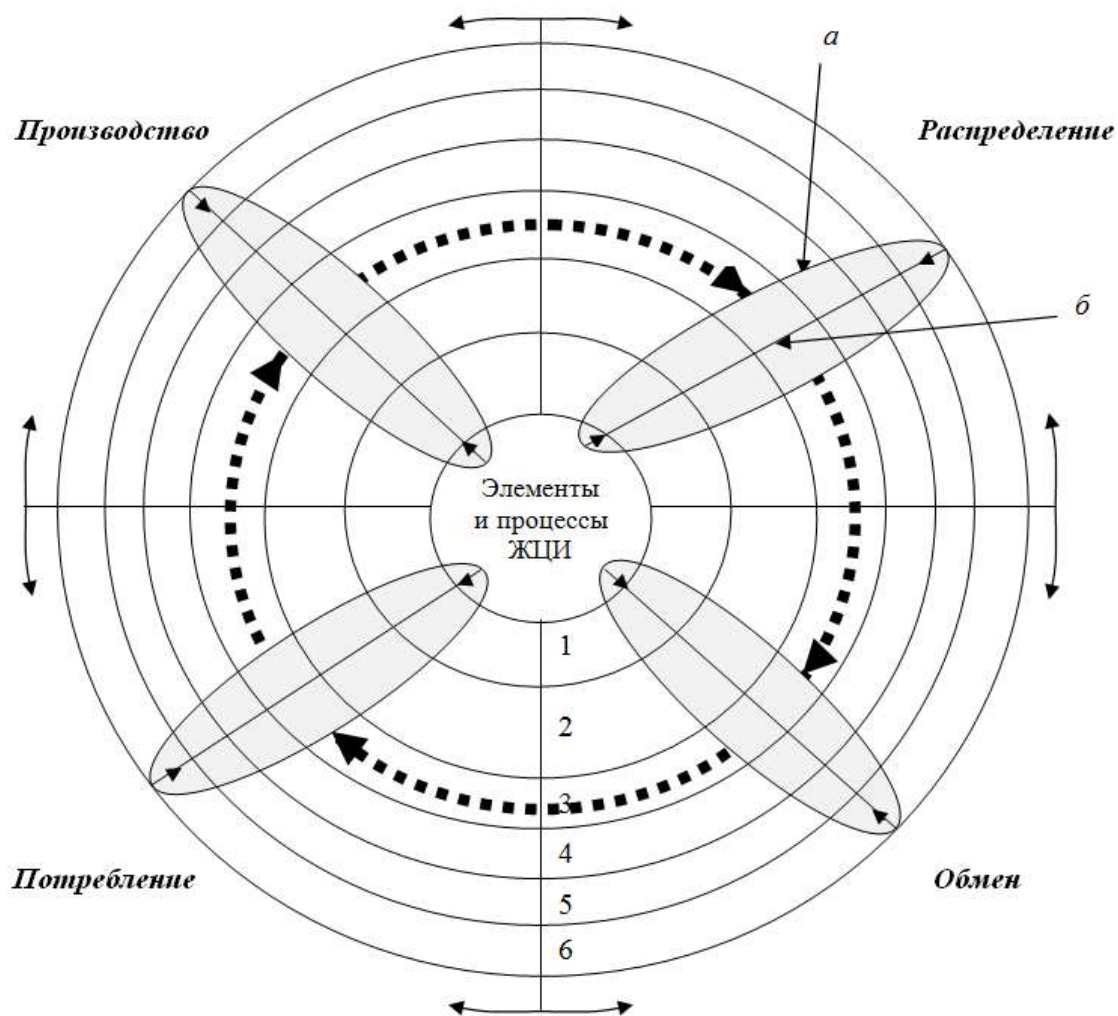 а
Производство
Распределение
б
Элементы
и процессы
ЖЦИ
1
2
3
4
Потребление
Обмен
5
6